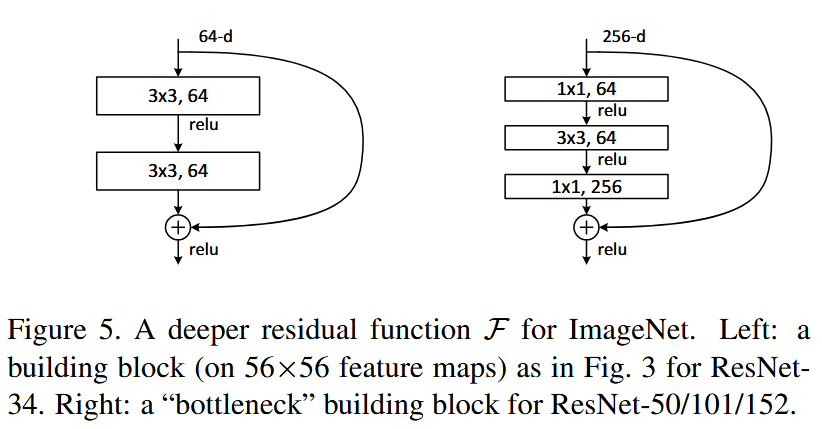 64-d
3x3, 64
relu
3x3, 64
+
relu
256-d
1x1, 64
relu
3x3, 64
relu
1x1, 256
+
relu
Figure 5. A deeper residual function F for ImageNet. Left: a
building block (on 56×56 feature maps) as in Fig. 3 for ResNet-
34. Right: a “bottleneck” building block for ResNet-50/101/152.